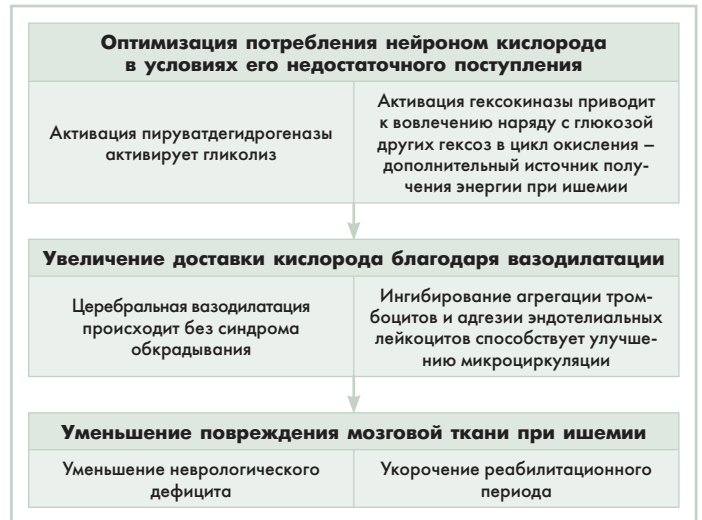 Оптимизация потребления нейроном кислорода
в условиях его недостаточного поступления
Активация пируватдегидрогеназы
активирует гликолиз
Активация гексокиназы приводит
к вовлечению наряду с глюкозой
других гексоз в цикл окисления –
дополнительный источник полу-
чения энергии при ишемии
Увеличение доставки кислорода благодаря вазодилатации
Церебральная вазодилатация
происходит без синдрома
обкрадывания
Ингибирование агрегации тром-
боцитов и адгезии эндотелиальных
лейкоцитов способствует улучше-
нию микроциркуляции
Уменьшение повреждения мозговой ткани при ишемии
Уменьшение неврологического
дефицита
Укорочение реабилитационного
периода